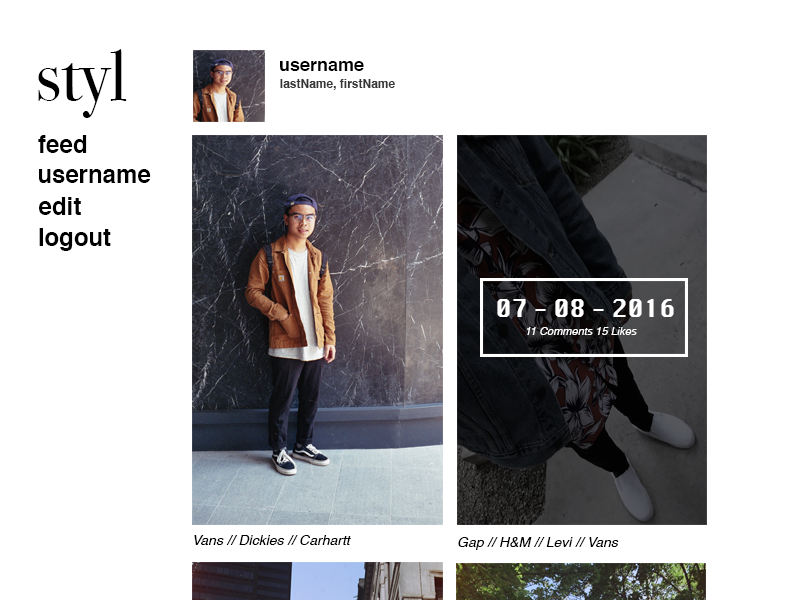 styl
feed
username
edit
logout
username
lastName, firstName
07 - 08 - 2016
11 Comments 15 Likes
Vans // Dickies // Carhartt
Gap // H&M // Levi // Vans